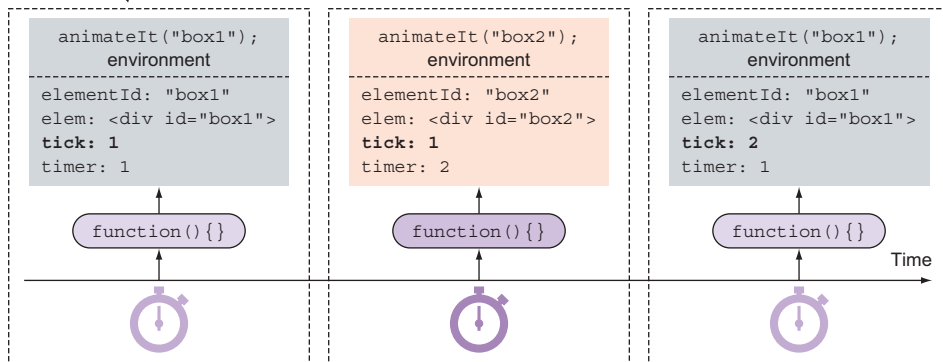 animateIt("box1");
environment
elementId: "box1"
elem: <div id="box1">
tick: 1
timer: 1
function(){}
animateIt("box2");
environment
elementId: "box2"
elem: <div id="box2">
tick: 1
timer: 2
function(){}
animateIt("box1");
environment
elementId: "box1"
elem: <div id="box1">
tick: 2
timer: 1
function(){}
Time